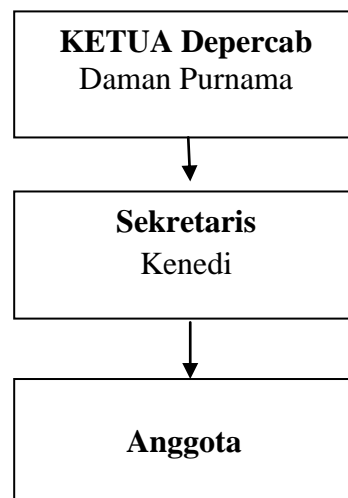 KETUA Depercab
Daman Purnama
Sekretaris
Kenedi
Anggota